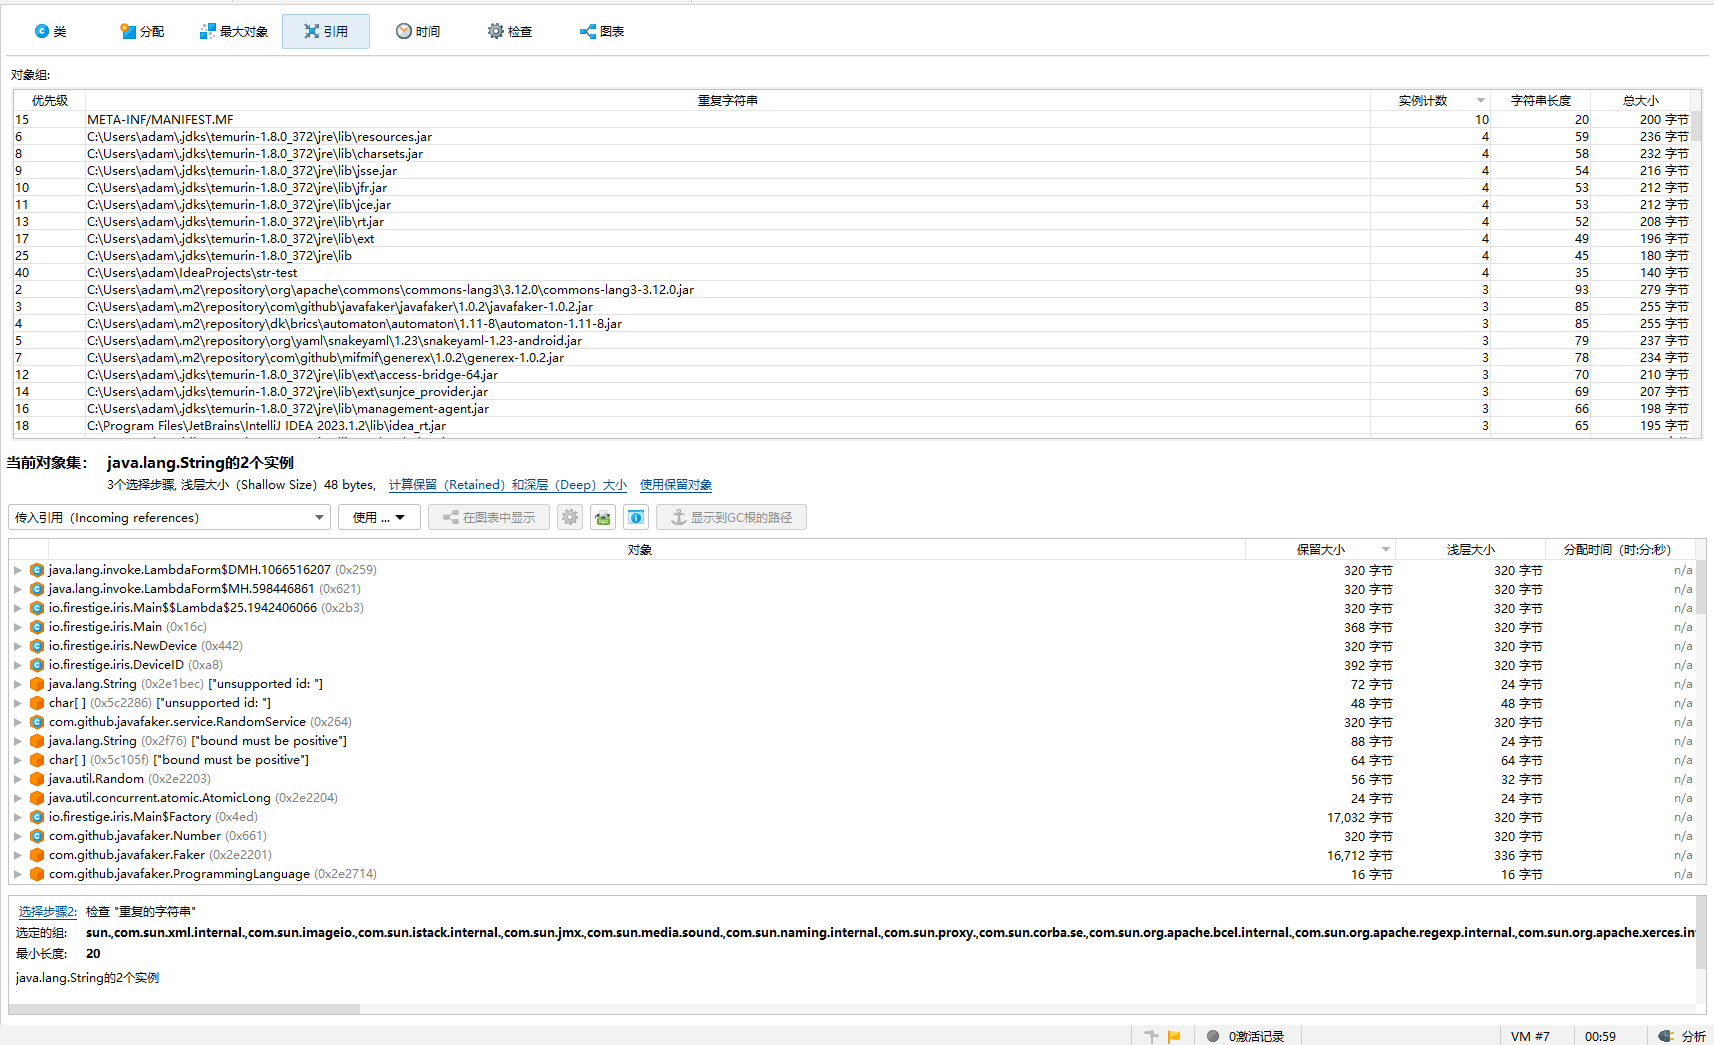 类 分配 最大对象 引用 时间 检查 图表
对象组:
优先级 重复字符串 实例计数 字符串长度 总大小
15 META-INF/MANIFEST.MF 10 20 200 字节
6 C:\Users\adam\.jdks\temurin-1.8.0_372\jre\lib\resources.jar 4 59 236 字节
8 C:\Users\adam\.jdks\temurin-1.8.0_372\jre\lib\charsets.jar 4 58 232 字节
9 C:\Users\adam\.jdks\temurin-1.8.0_372\jre\lib\jsse.jar 4 54 216 字节
10 C:\Users\adam\.jdks\temurin-1.8.0_372\jre\lib\jfr.jar 4 53 212 字节
11 C:\Users\adam\.jdks\temurin-1.8.0_372\jre\lib\jce.jar 4 53 212 字节
13 C:\Users\adam\.jdks\temurin-1.8.0_372\jre\lib\rt.jar 4 52 208 字节
17 C:\Users\adam\.jdks\temurin-1.8.0_372\jre\lib\ext 4 49 196 字节
25 C:\Users\adam\.jdks\temurin-1.8.0_372\jre\lib 4 45 180 字节
40 C:\Users\adam\IdeaProjects\str-test 4 35 140 字节
2 C:\Users\adam\.m2\repository\org\apache\commons\commons-lang3\3.12.0\commons-lang3-3.12.0.jar 3 93 279 字节
3 C:\Users\adam\.m2\repository\com\github\javafaker\javafaker\1.0.2\javafaker-1.0.2.jar 3 85 255 字节
4 C:\Users\adam\.m2\repository\dk\brics\automaton\automaton\1.11-8\automaton-1.11-8.jar 3 85 255 字节
5 C:\Users\adam\.m2\repository\org\yaml\snakeyaml\1.23\snakeyaml-1.23-android.jar 3 79 237 字节
7 C:\Users\adam\.m2\repository\com\github\mifmif\generex\1.0.2\generex-1.0.2.jar 3 78 234 字节
12 C:\Users\adam\.jdks\temurin-1.8.0_372\jre\lib\ext\access-bridge-64.jar 3 70 210 字节
14 C:\Users\adam\.jdks\temurin-1.8.0_372\jre\lib\ext\sunjce_provider.jar 3 69 207 字节
16 C:\Users\adam\.jdks\temurin-1.8.0_372\jre\lib\management-agent.jar 3 66 198 字节
18 C:\Program Files\JetBrains\IntelliJ IDEA 2023.1.2\lib\idea_rt.jar 3 65 195 字节
当前对象集: java.lang.String的2个实例
3个选择步骤, 浅层大小（Shallow Size）48 bytes, 计算保留（Retained）和深层（Deep）大小 使用保留对象
传入引用（Incoming references） 使用 ... 在图表中显示 显示到GC根的路径
对象 保留大小 浅层大小 分配时间（时:分:秒）
java.lang.invoke.LambdaForm$DMH.1066516207 (0x259) 320 字节 320 字节 n/a
java.lang.invoke.LambdaForm$MH.598446861 (0x621) 320 字节 320 字节 n/a
io.firestige.iris.Main$$Lambda$25.1942406066 (0x2b3) 320 字节 320 字节 n/a
io.firestige.iris.Main (0x16c) 368 字节 320 字节 n/a
io.firestige.iris.NewDevice (0x442) 320 字节 320 字节 n/a
io.firestige.iris.DeviceID (0xa8) 392 字节 320 字节 n/a
java.lang.String (0x2e1bec) ["unsupported id: "] 72 字节 24 字节 n/a
char[ ] (0x5c2286) ["unsupported id: "] 48 字节 48 字节 n/a
com.github.javafaker.service.RandomService (0x264) 320 字节 320 字节 n/a
java.lang.String (0x2f76) ["bound must be positive"] 88 字节 24 字节 n/a
char[ ] (0x5c105f) ["bound must be positive"] 64 字节 64 字节 n/a
java.util.Random (0x2e2203) 56 字节 32 字节 n/a
java.util.concurrent.atomic.AtomicLong (0x2e2204) 24 字节 24 字节 n/a
io.firestige.iris.Main$Factory (0x4ed) 17,032 字节 320 字节 n/a
com.github.javafaker.Number (0x661) 320 字节 320 字节 n/a
com.github.javafaker.Faker (0x2e2201) 16,712 字节 336 字节 n/a
com.github.javafaker.ProgrammingLanguage (0x2e2714) 16 字节 16 字节 n/a
选择步骤2: 检查 "重复的字符串"
选定的组: sun.,com.sun.xml.internal.,com.sun.imageio.,com.sun.istack.internal.,com.sun.jmx.,com.sun.media.sound.,com.sun.naming.internal.,com.sun.proxy.,com.sun.corba.se.,com.sun.org.apache.bcel.internal.,com.sun.org.apache.regexp.internal.,com.sun.org.apache.xerces.in
最小长度: 20
java.lang.String的2个实例
0激活记录 VM #7 00:59 分析